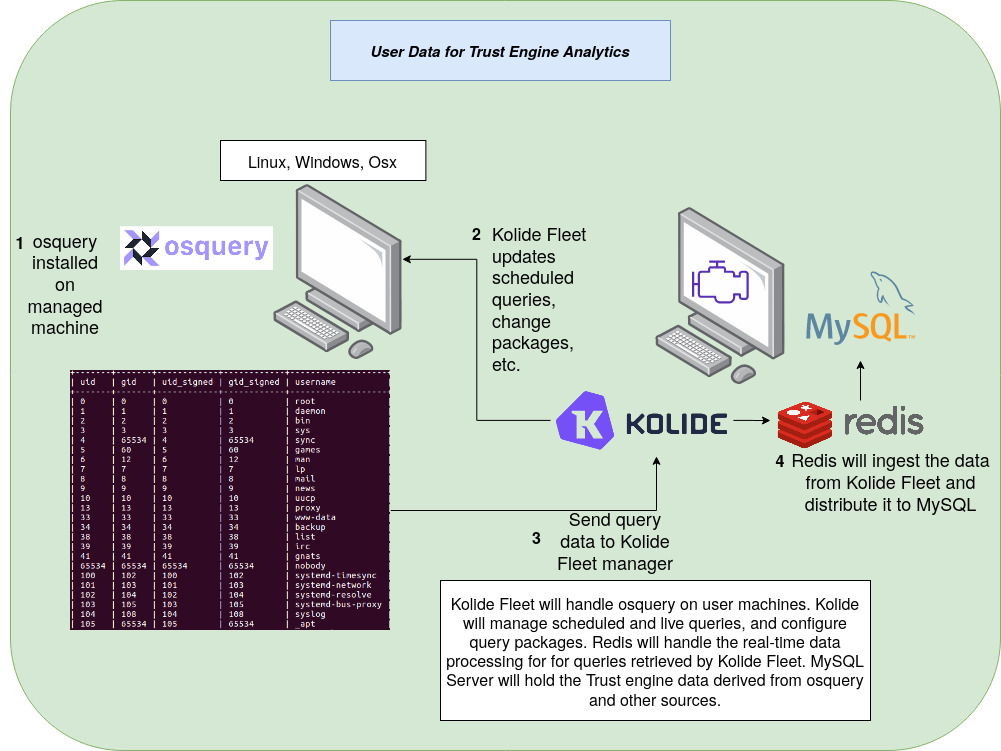 User Data for Trust Engine Analytics
Linux, Windows, Osx
1 osquery
installed
on
managed
machine
osquery
2 Kolide Fleet
updates
scheduled
queries,
change
packages,
etc.
MySQL™
| uid | gid | uid_signed | gid_signed | username
| 0 | 0 | 0 | 0 | root
| 1 | 1 | 1 | 1 | daemon
| 2 | 2 | 2 | 2 | bin
| 3 | 3 | 3 | 3 | sys
| 4 | 65534 | 4 | 65534 | sync
| 5 | 60 | 5 | 60 | games
| 6 | 12 | 6 | 12 | man
| 7 | 7 | 7 | 7 | lp
| 8 | 8 | 8 | 8 | mail
| 9 | 9 | 9 | 9 | news
| 10 | 10 | 10 | 10 | uucp
| 13 | 13 | 13 | 13 | proxy
| 33 | 33 | 33 | 33 | www-data
| 34 | 34 | 34 | 34 | backup
| 38 | 38 | 38 | 38 | list
| 39 | 39 | 39 | 39 | irc
| 41 | 41 | 41 | 41 | gnats
| 65534 | 65534 | 65534 | 65534 | nobody
| 100 | 102 | 100 | 102 | systemd-timesync
| 101 | 103 | 101 | 103 | systemd-network
| 102 | 104 | 102 | 104 | systemd-resolve
| 103 | 105 | 103 | 105 | systemd-bus-proxy
| 104 | 108 | 104 | 108 | syslog
| 105 | 65534 | 105 | 65534 | _apt
K KOLIDE
redis
4 Redis will ingest the data
from Kolide Fleet and
distribute it to MySQL
3 Send query
data to Kolide
Fleet manager
Kolide Fleet will handle osquery on user machines. Kolide
will manage scheduled and live queries, and configure
query packages. Redis will handle the real-time data
processing for for queries retrieved by Kolide Fleet. MySQL
Server will hold the Trust engine data derived from osquery
and other sources.